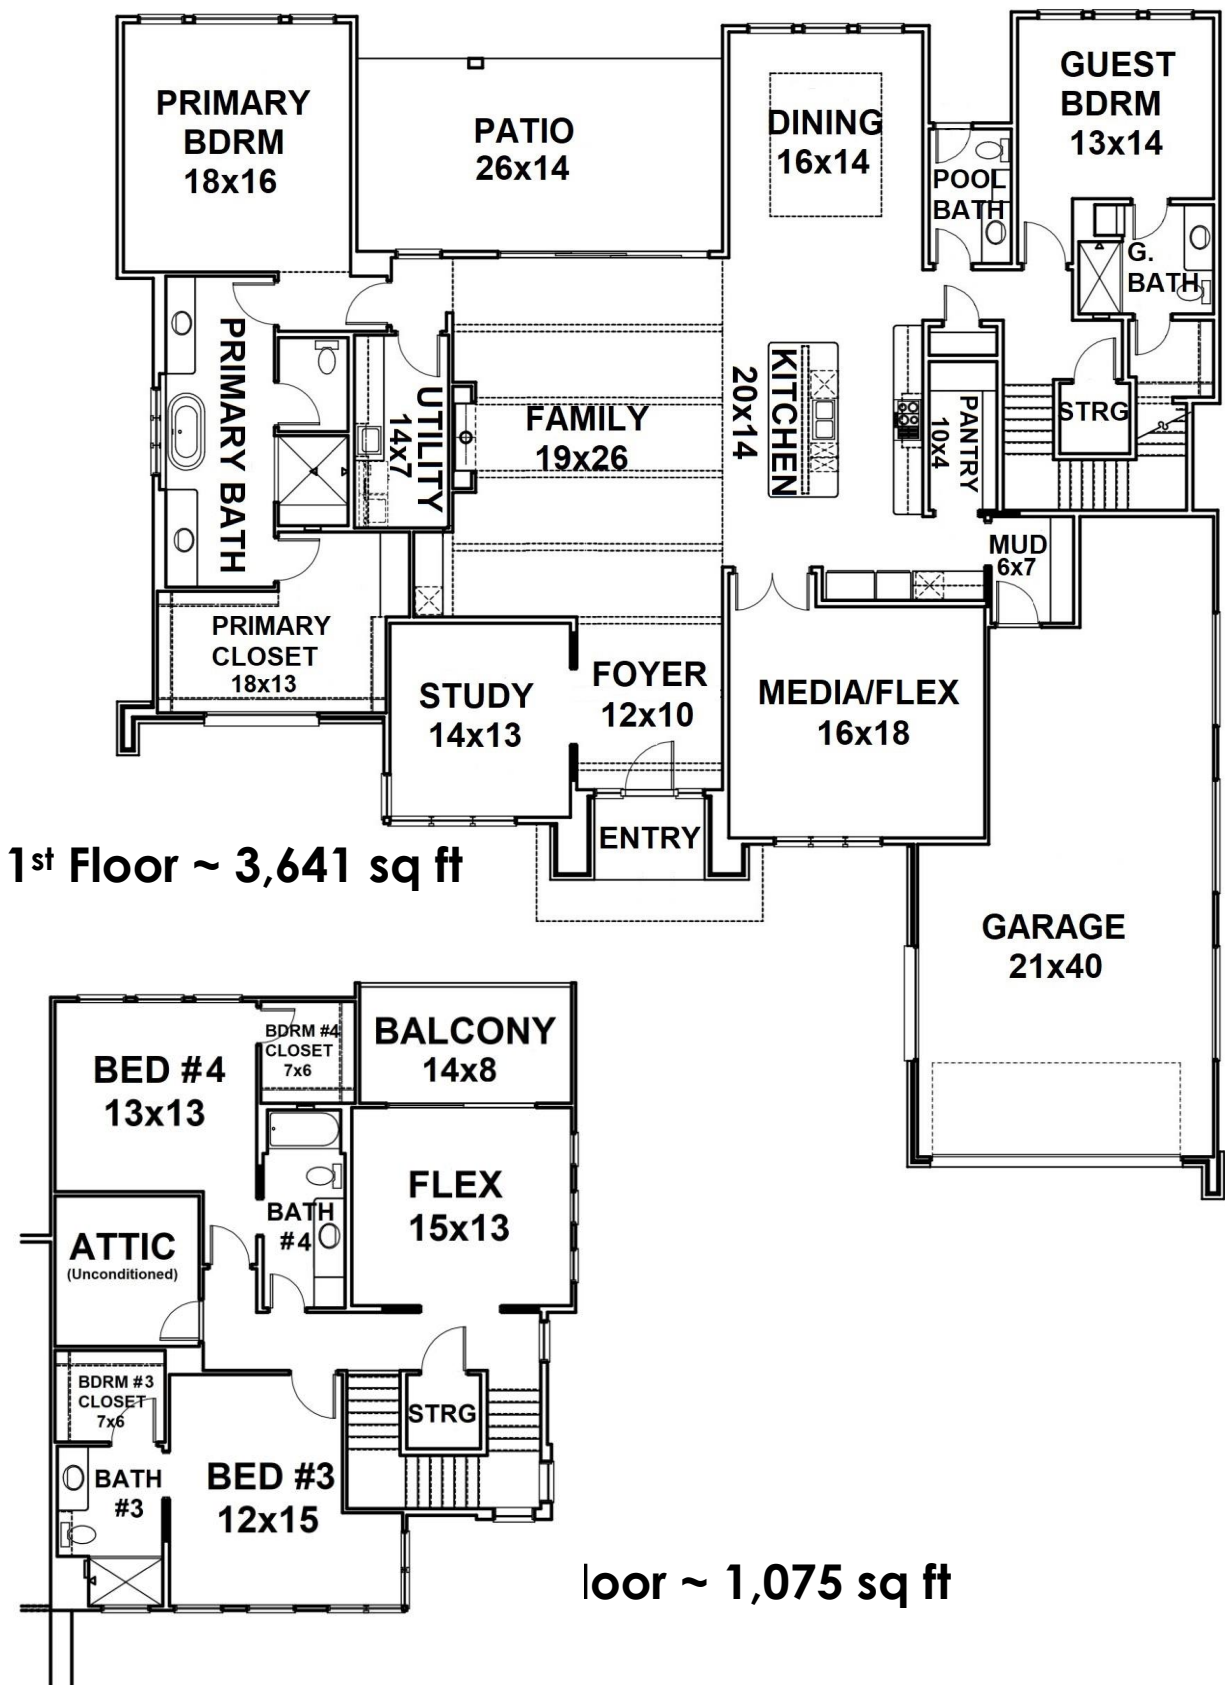 PRIMARY
BDRM
18x16
PATIO
26x14
DINING
16x14
GUEST
BDRM
13x14
POOL
BATH
G.
BATH
PRIMARY BATH
UTILITY
14x7
FAMILY
19x26
KITCHEN
20x14
PANTRY
10x4
STRG
MUD
6x7
PRIMARY
CLOSET
18x13
STUDY
14x13
FOYER
12x10
MEDIA/FLEX
16x18
ENTRY
1st Floor ~ 3,641 sq ft
GARAGE
21x40
BED #4
13x13
BDRM #4
CLOSET
7x6
BALCONY
14x8
FLEX
15x13
BATH
#4
ATTIC
(Unconditioned)
BDRM #3
CLOSET
7x6
STRG
BATH
#3
BED #3
12x15
loor ~ 1,075 sq ft